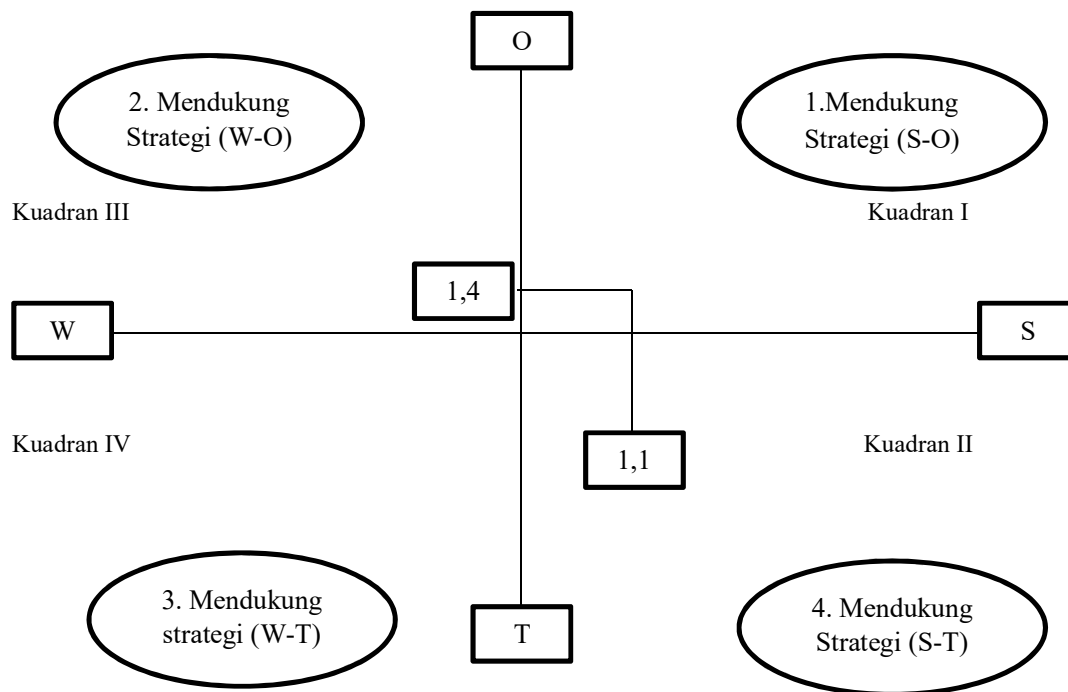 O
2. Mendukung
Strategi (W-O)
1.Mendukung
Strategi (S-O)
Kuadran III
Kuadran I
1,4
W
S
Kuadran IV
Kuadran II
1,1
3. Mendukung
strategi (W-T)
T
4. Mendukung
Strategi (S-T)